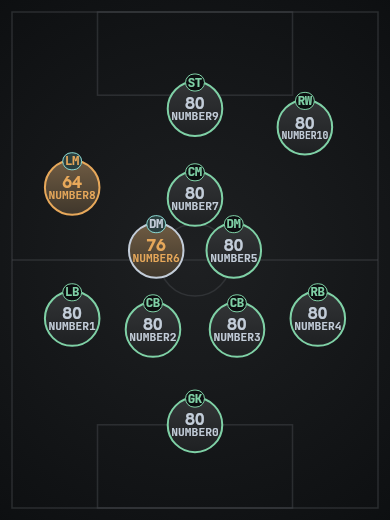 ST
80
NUMBER9
RW
80
NUMBER10
LM
64
NUMBER8
CM
80
NUMBER7
DM
76
NUMBER6
DM
80
NUMBER5
LB
80
NUMBER1
CB
80
NUMBER2
CB
80
NUMBER3
RB
80
NUMBER4
GK
80
NUMBER0